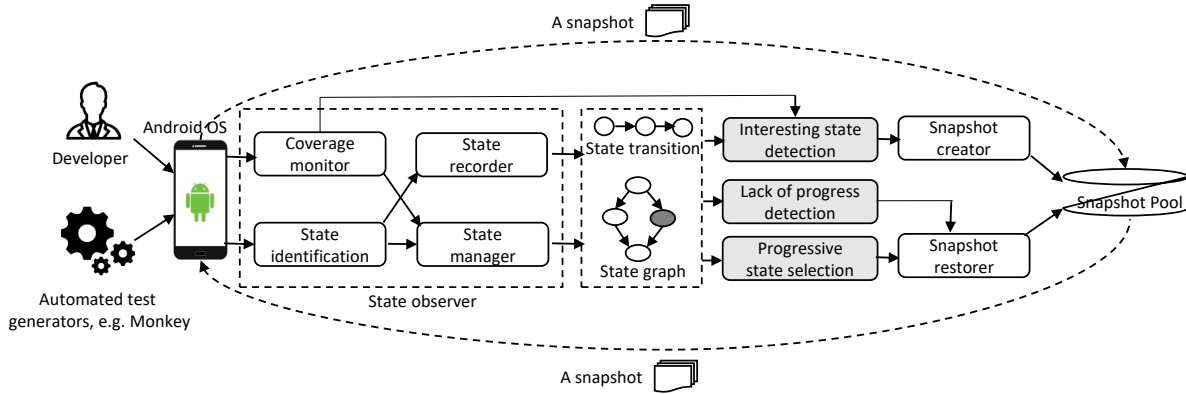 A snapshot
Android OS
Developer
Coverage
monitor
State
recorder
State transition
Interesting state
detection
Snapshot
creator
Lack of progress
detection
Snapshot Pool
State
identification
State
manager
State graph
Progressive
state selection
Snapshot
restorer
State observer
Automated test
generators, e.g. Monkey
A snapshot